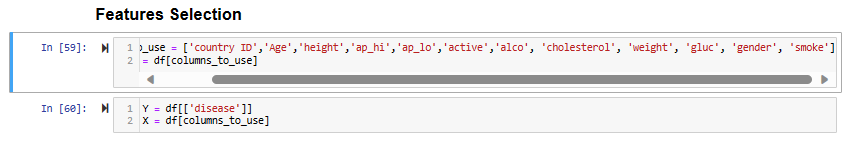 Features Selection
In [59]:
1 _use = ['country ID','Age','height','ap_hi','ap_lo','active','alco', 'cholesterol', 'weight', 'gluc', 'gender', 'smoke']
2 = df[columns_to_use]
In [60]:
1 Y = df[['disease']]
2 X = df[columns_to_use]